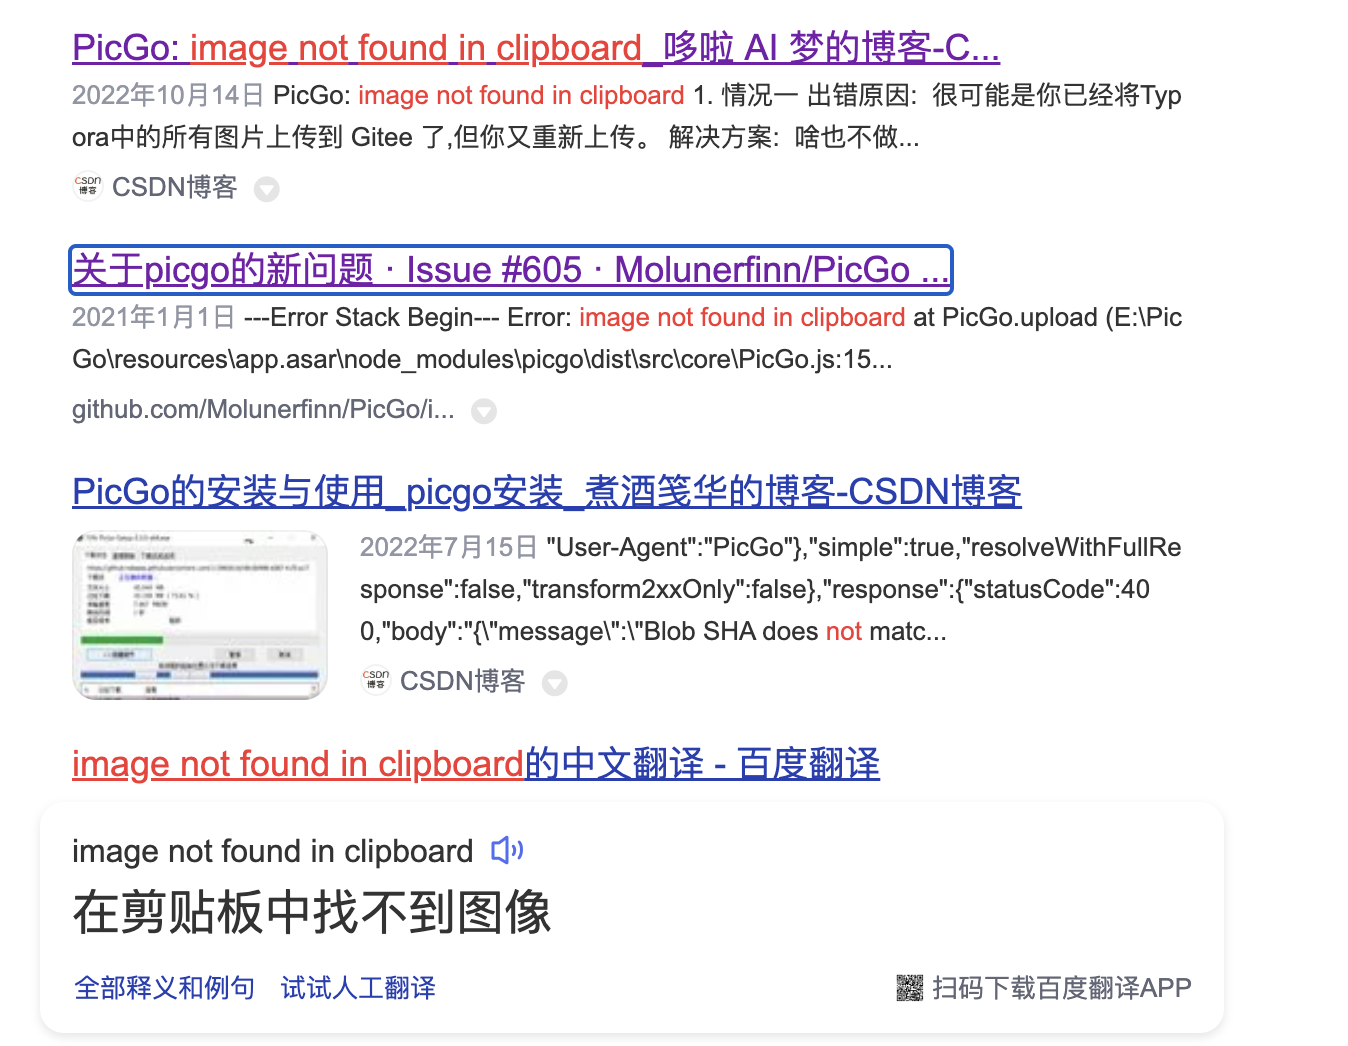 PicGo: image not found in clipboard_哆啦 AI 梦的博客-C...
2022年10月14日 PicGo: image not found in clipboard 1. 情况一 出错原因: 很可能是你已经将Typ
ora中的所有图片上传到 Gitee 了,但你又重新上传。 解决方案: 啥也不做...
CSDN
博客
CSDN博客
关于picgo的新问题 · Issue #605 · Molunerfinn/PicGo ...
2021年1月1日 ---Error Stack Begin--- Error: image not found in clipboard at PicGo.upload (E:\Pic
Go\resources\app.asar\node_modules\picgo\dist\src\core\PicGo.js:15...
github.com/Molunerfinn/PicGo/i...
PicGo的安装与使用_picgo安装_煮酒笺华的博客-CSDN博客
2022年7月15日 "User-Agent":"PicGo"},"simple":true,"resolveWithFullRe
sponse":false,"transform2xxOnly":false},"response":{"statusCode":40
0,"body":"{\"message\":\"Blob SHA does not matc...
CSDN
博客
CSDN博客
image not found in clipboard的中文翻译 - 百度翻译
image not found in clipboard
在剪贴板中找不到图像
全部释义和例句 试试人工翻译
扫码下载百度翻译APP